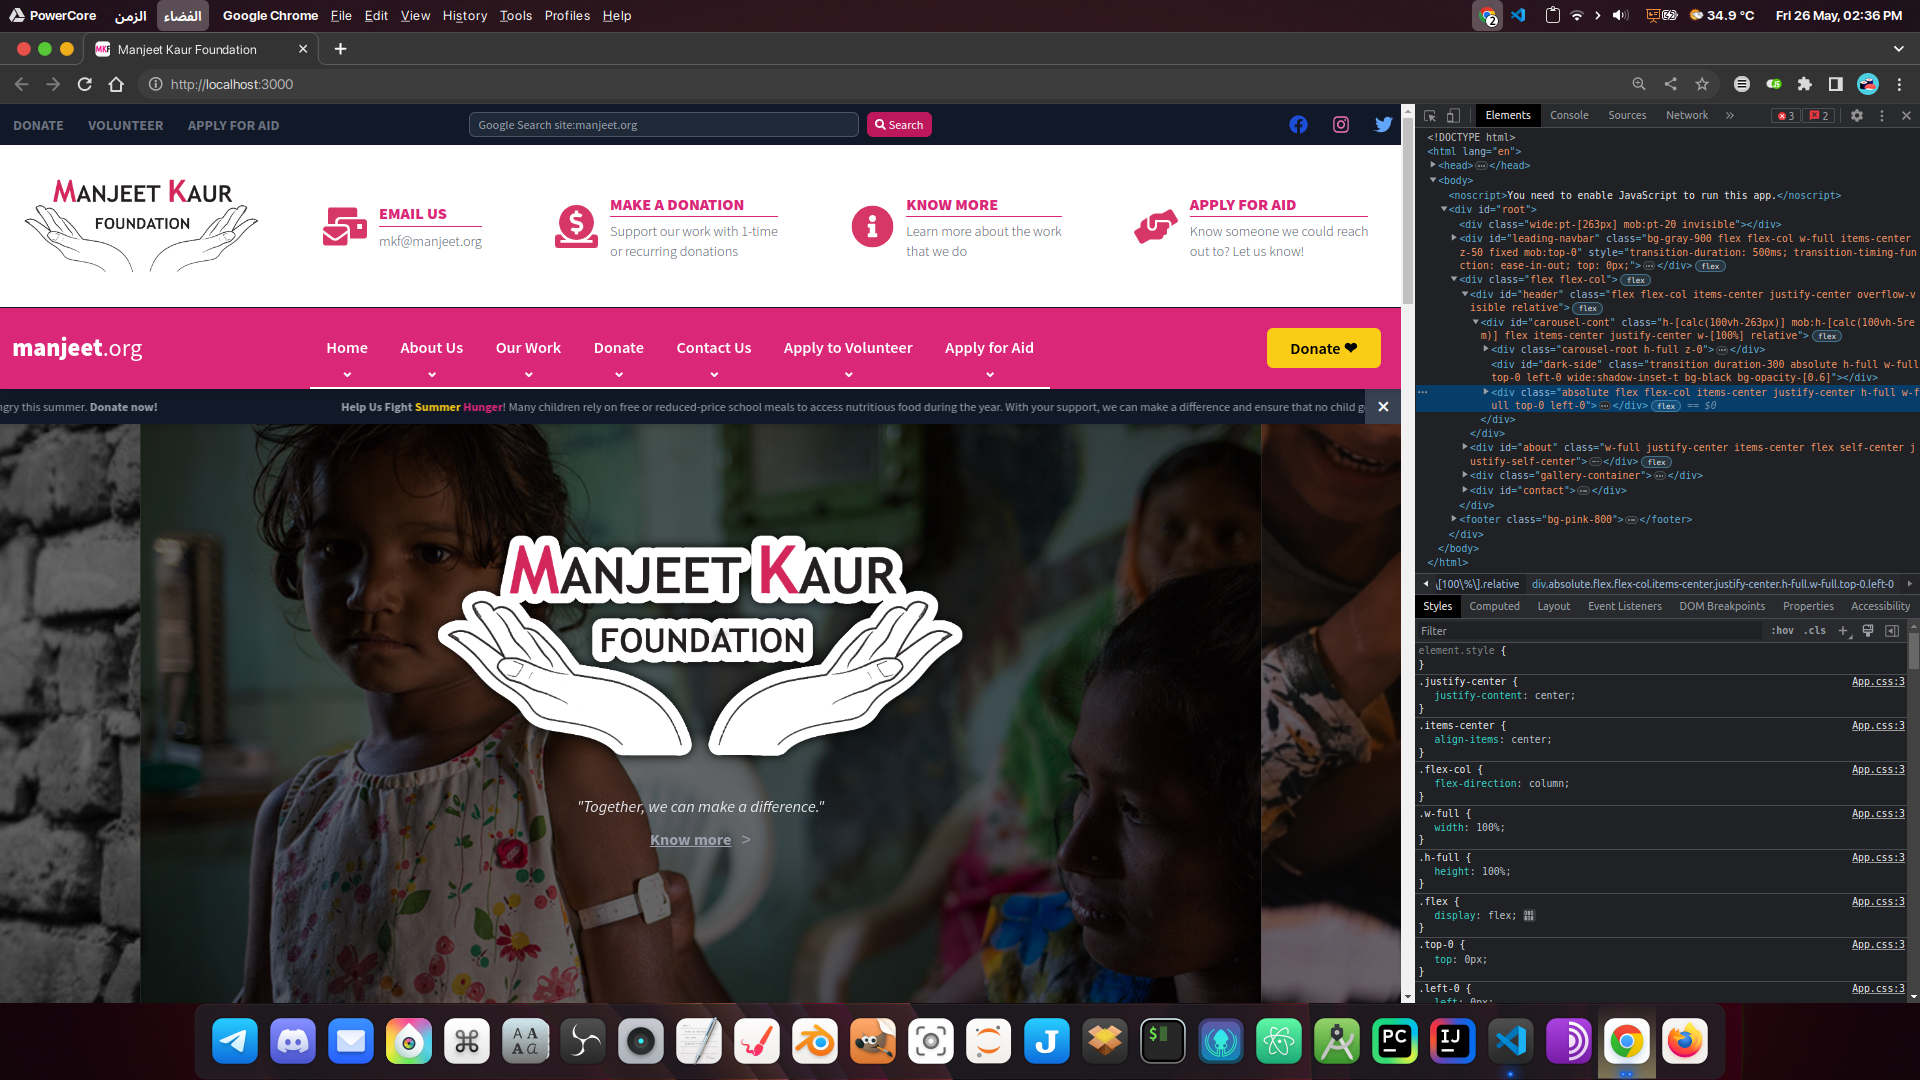 PowerCore الزمن الفضاء Google Chrome File Edit View History Tools Profiles Help 2 34.9 °C Fri 26 May, 02:36 PM
MKF Manjeet Kaur Foundation
http://localhost:3000
DONATE VOLUNTEER APPLY FOR AID Google Search site:manjeet.org Search
MANJEET KAUR
FOUNDATION
EMAIL US
mkf@manjeet.org
MAKE A DONATION
Support our work with 1-time
or recurring donations
KNOW MORE
Learn more about the work
that we do
APPLY FOR AID
Know someone we could reach
out to? Let us know!
manjeet.org Home About Us Our Work Donate Contact Us Apply to Volunteer Apply for Aid Donate ❤
ngry this summer. Donate now! Help Us Fight Summer Hunger! Many children rely on free or reduced-price school meals to access nutritious food during the year. With your support, we can make a difference and ensure that no child g
MANJEET KAUR
FOUNDATION
"Together, we can make a difference."
Know more >
Elements Console Sources Network » 3 2
<!DOCTYPE html>
<html lang="en">
<head>…</head>
<body>
<noscript>You need to enable JavaScript to run this app.</noscript>
<div id="root">
<div class="wide:pt-[263px] mob:pt-20 invisible"></div>
<div id="leading-navbar" class="bg-gray-900 flex flex-col w-full items-center
z-50 fixed mob:top-0" style="transition-duration: 500ms; transition-timing-fun
ction: ease-in-out; top: 0px;">…</div> flex
<div class="flex flex-col"> flex
<div id="header" class="flex flex-col items-center justify-center overflow-v
isible relative"> flex
<div id="carousel-cont" class="h-[calc(100vh-263px)] mob:h-[calc(100vh-5re
m)] flex items-center justify-center w-[100%] relative"> flex
<div class="carousel-root h-full z-0">…</div>
<div id="dark-side" class="transition duration-300 absolute h-full w-full
top-0 left-0 wide:shadow-inset-t bg-black bg-opacity-[0.6]"></div>
<div class="absolute flex flex-col items-center justify-center h-full w-f
ull top-0 left-0">…</div> flex == $0
</div>
</div>
<div id="about" class="w-full justify-center items-center flex self-center j
ustify-self-center">…</div> flex
<div class="gallery-container">…</div>
<div id="contact">…</div>
</div>
<footer class="bg-pink-800">…</footer>
</div>
</body>
</html>
\[100\%\].relative div.absolute.flex.flex-col.items-center.justify-center.h-full.w-full.top-0.left-0
Styles Computed Layout Event Listeners DOM Breakpoints Properties Accessibility
Filter :hov .cls +
element.style {
}
.justify-center { App.css:3
justify-content: center;
}
.items-center { App.css:3
align-items: center;
}
.flex-col { App.css:3
flex-direction: column;
}
.w-full { App.css:3
width: 100%;
}
.h-full { App.css:3
height: 100%;
}
.flex { App.css:3
display: flex;
}
.top-0 { App.css:3
top: 0px;
}
.left-0 { App.css:3
left: 0px;
AA
AA a J $ PC IJ